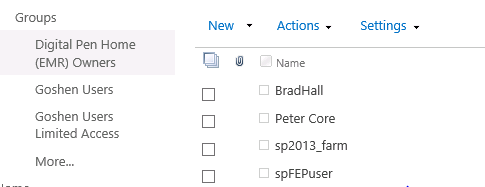 Groups
Digital Pen Home
(EMR) Owners
Goshen Users
Goshen Users
Limited Access
More...
New Actions Settings
Name
BradHall
Peter Core
sp2013_farm
spFEPuser